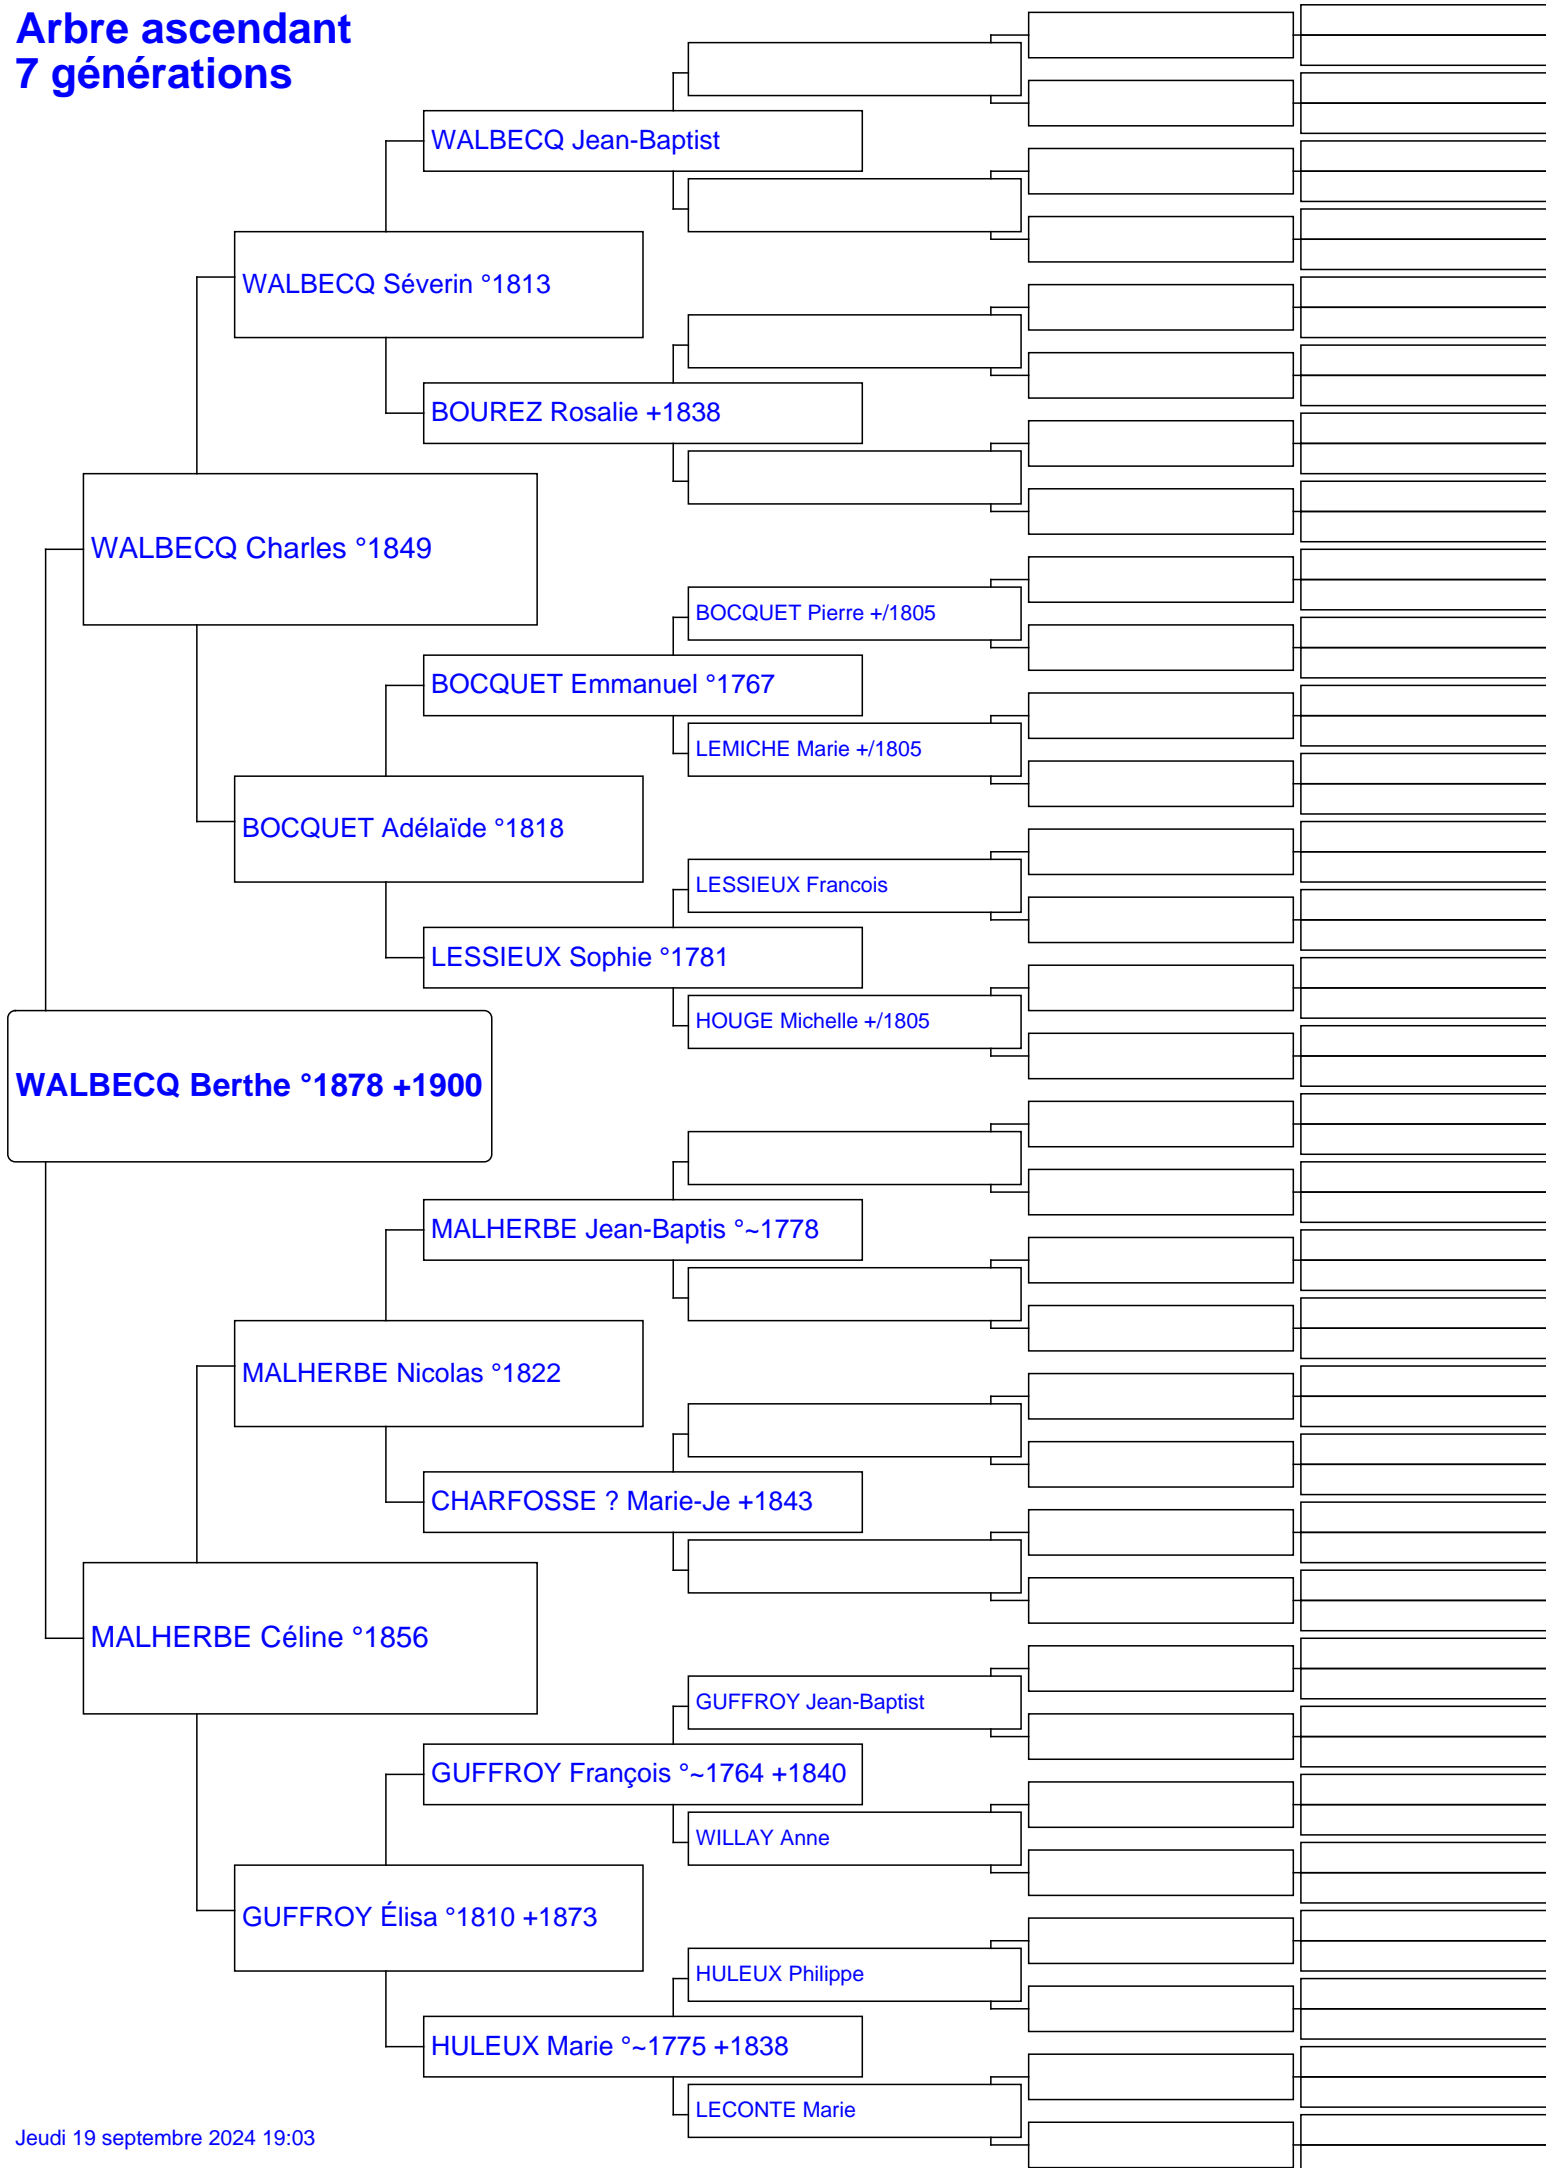 Arbre ascendant
7 générations
WALBECQ Jean-Baptist
WALBECQ Séverin °1813
BOUREZ Rosalie +1838
WALBECQ Charles °1849
BOCQUET Pierre +/1805
BOCQUET Emmanuel °1767
LEMICHE Marie +/1805
BOCQUET Adélaïde °1818
LESSIEUX Francois
LESSIEUX Sophie °1781
HOUGE Michelle +/1805
WALBECQ Berthe °1878 +1900
MALHERBE Jean-Baptis °~1778
MALHERBE Nicolas °1822
CHARFOSSE ? Marie-Je +1843
MALHERBE Céline °1856
GUFFROY Jean-Baptist
GUFFROY François °~1764 +1840
WILLAY Anne
GUFFROY Élisa °1810 +1873
HULEUX Philippe
HULEUX Marie °~1775 +1838
LECONTE Marie
Jeudi 19 septembre 2024 19:03